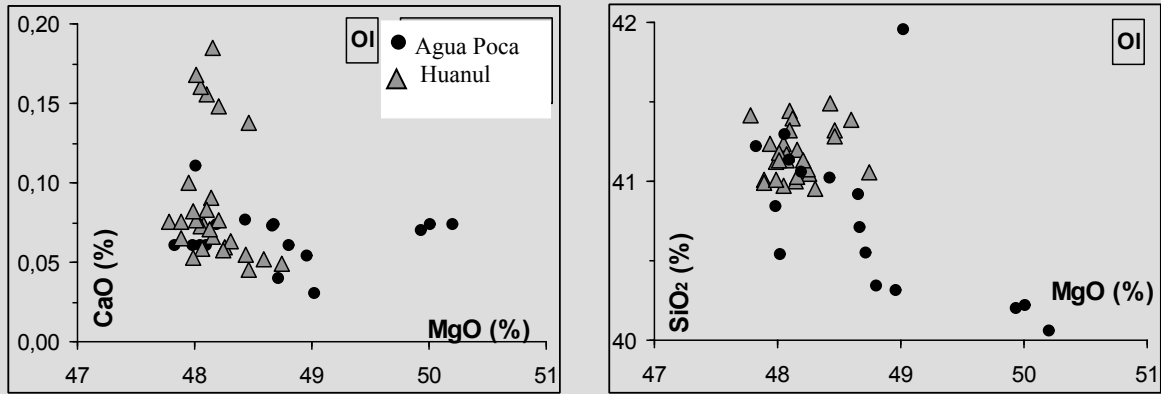 0,20
0,15
0,10
0,05
0,00
CaO (%)
Ol
Agua Poca
Huanul
MgO (%)
47 48 49 50 51
42
41
40
SiO2 (%)
Ol
MgO (%)
47 48 49 50 51